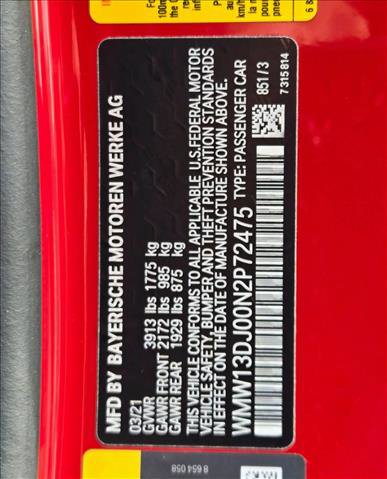 MFD BY BAYERISCHE MOTOREN WERKE AG
03/21
GVWR 3913 lbs 1775 kg
GAWR FRONT 2172 lbs 985 kg
GAWR REAR 1929 lbs 875 kg
THIS VEHICLE CONFORMS TO ALL APPLICABLE U.S.FEDERAL MOTOR
VEHICLE SAFETY, BUMPER AND THEFT PREVENTION STANDARDS
IN EFFECT ON THE DATE OF MANUFACTURE SHOWN ABOVE.
WMW13DJ00N2P72475 TYPE: PASSENGER CAR
851/3
7315814
8 654 058